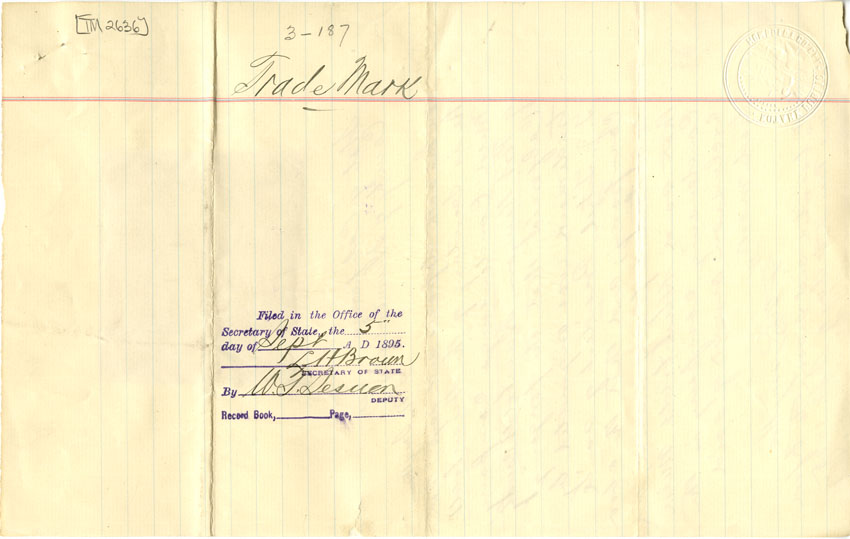 [TM 2636]
3-187
Trade Mark
Filed in the Office of the
Secretary of State, the 5"
day of Sept A D 1895.
L H Brown
SECRETARY OF STATE
By W. T.
DEPUTY
Record Book, Page,